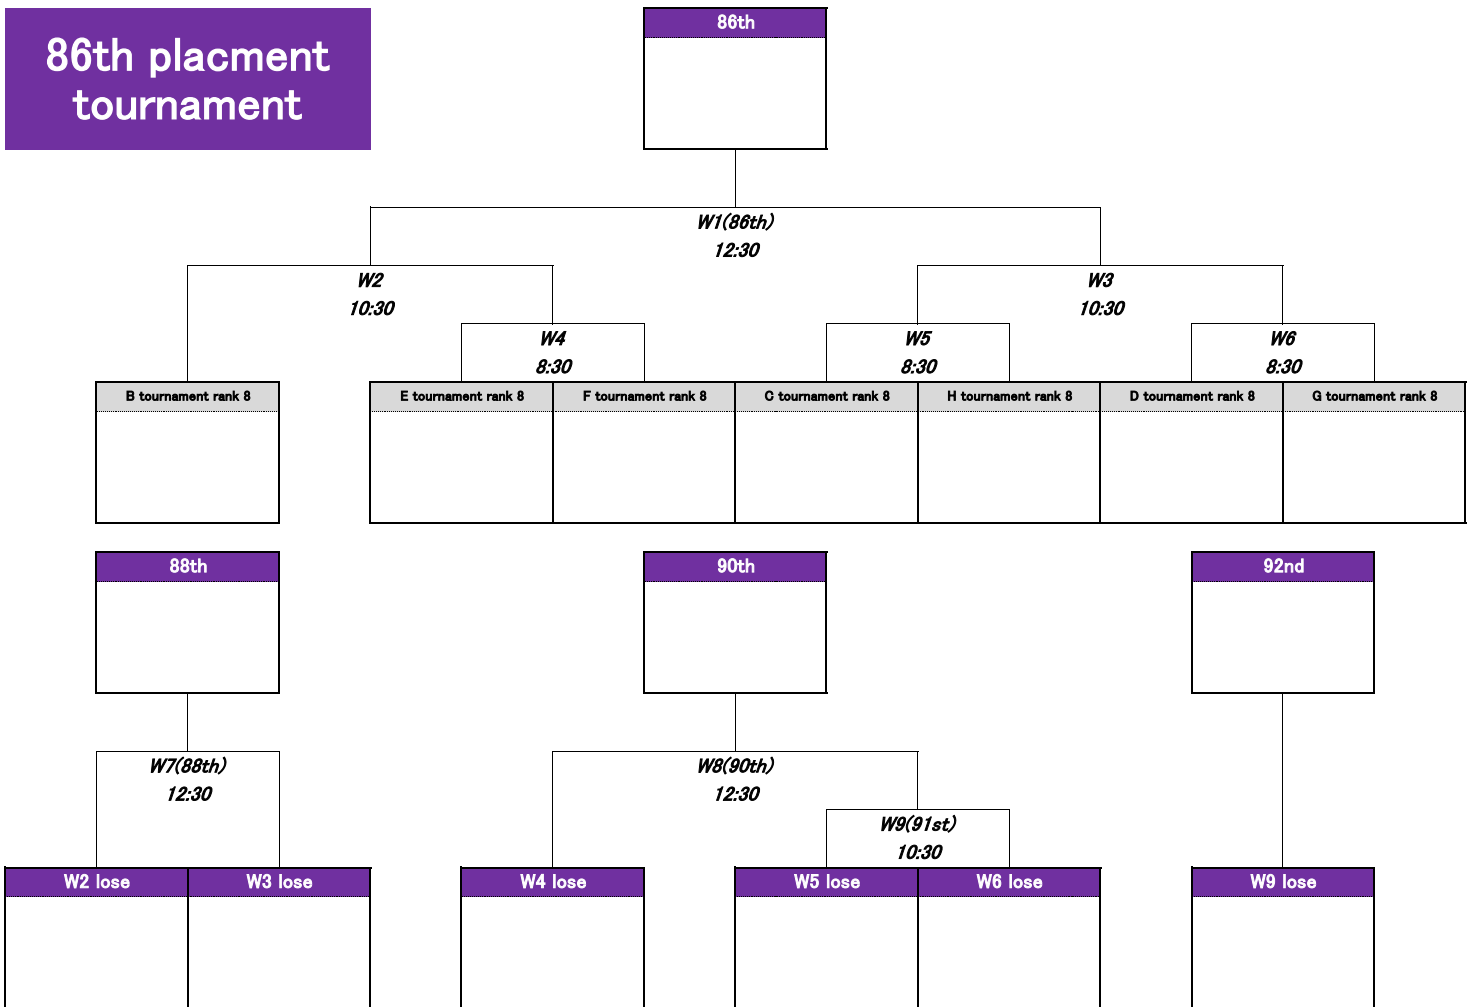 86th placment
tournament
86th
W1(86th)
12:30
W2
10:30
W3
10:30
W4
8:30
W5
8:30
W6
8:30
B tournament rank 8
E tournament rank 8
F tournament rank 8
C tournament rank 8
H tournament rank 8
D tournament rank 8
G tournament rank 8
88th
90th
92nd
W7(88th)
12:30
W8(90th)
12:30
W9(91st)
10:30
W2 lose
W3 lose
W4 lose
W5 lose
W6 lose
W9 lose